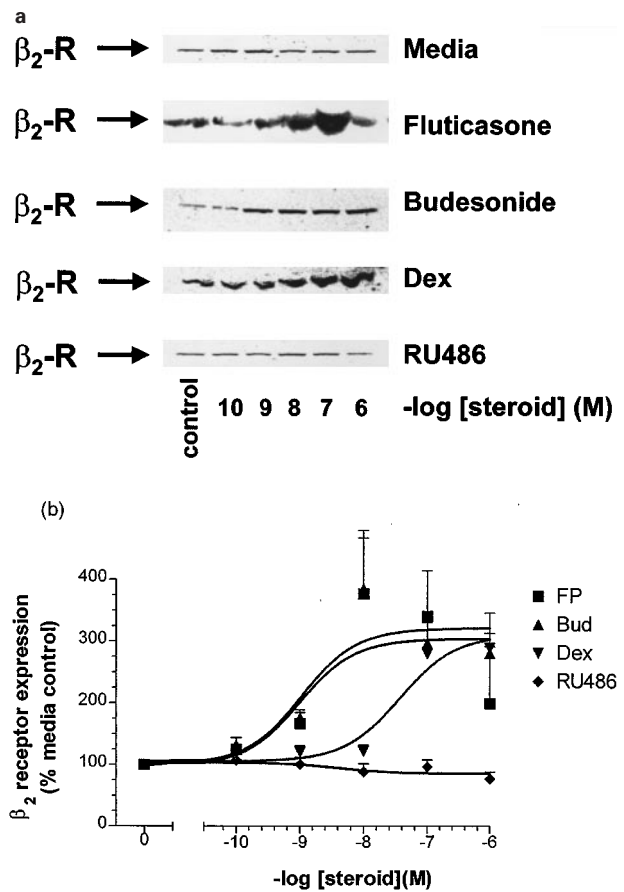 a
β2-R Media
β2-R Fluticasone
β2-R Budesonide
β2-R Dex
β2-R RU486
control 10 9 8 7 6 -log [steroid] (M)
(b)
β2 receptor expression
(% media control)
400
300
200
100
0
0 -10 -9 -8 -7 -6
-log [steroid](M)
FP
Bud
Dex
RU486